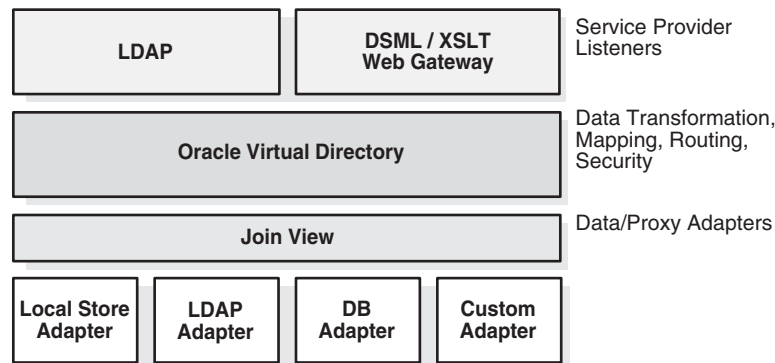 LDAP
DSML / XSLT
Web Gateway
Service Provider
Listeners
Oracle Virtual Directory
Data Transformation,
Mapping, Routing,
Security
Join View
Data/Proxy Adapters
Local Store
Adapter
LDAP
Adapter
DB
Adapter
Custom
Adapter